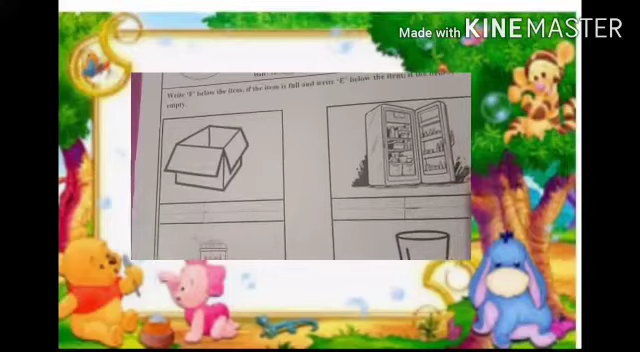 Made with KINEMASTER
Write "F" below the item, if the item is full and write "E" below the item, if the item is
empty.